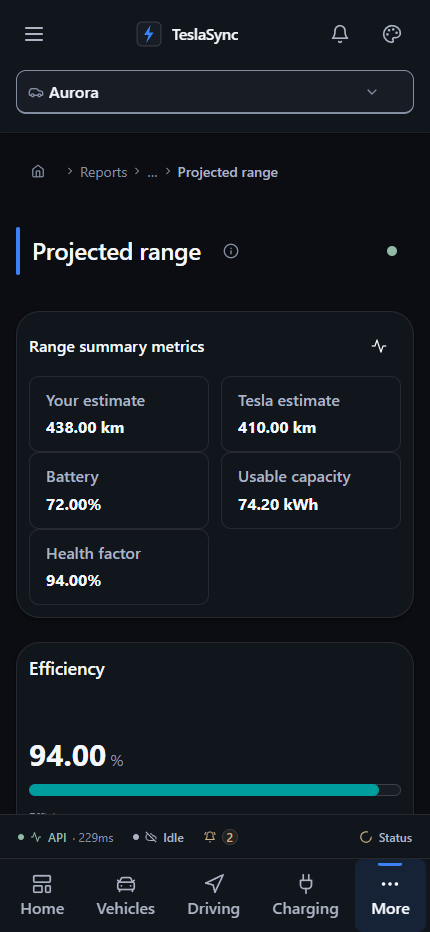 TeslaSync
Aurora
Reports
...
Projected range
Projected range
Range summary metrics
Your estimate
438.00 km
Tesla estimate
410.00 km
Battery
72.00%
Usable capacity
74.20 kWh
Health factor
94.00%
Efficiency
94.00 %
API · 229ms
Idle
2
Status
Home
Vehicles
Driving
Charging
More